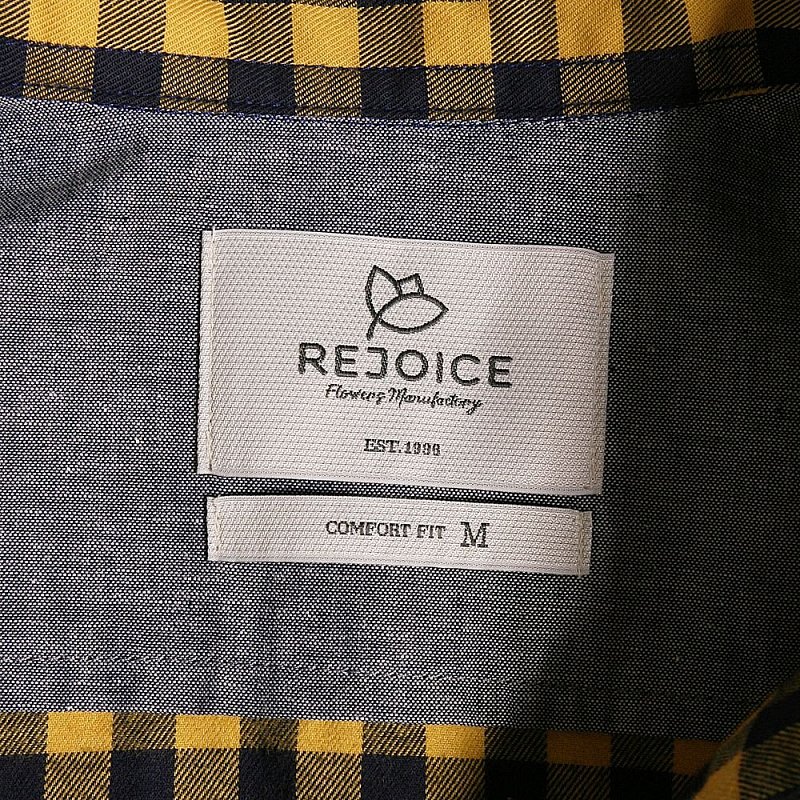 REJOICE
Flowers Manufactory
EST.1998
COMFORT FIT M